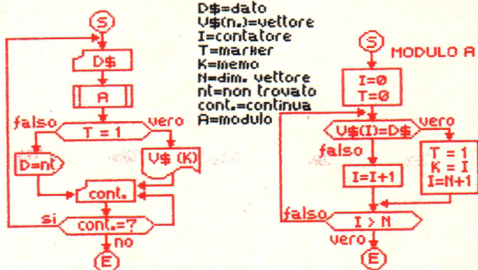 D$=dato
V$(n.)=vettore
I=contatore
T=marker
K=memo
N=dim. vettore
nt=non trovato
cont.=continua
A=modulo
S
D$
A
falso
vero
T = 1
D=nt
V$ (K)
cont.
si
cont.=?
no
E
S
MODULO A
I=0
T=0
V$(I)=D$
vero
falso
T = 1
K = I
I=N+1
I=I+1
falso
I > N
vero
E